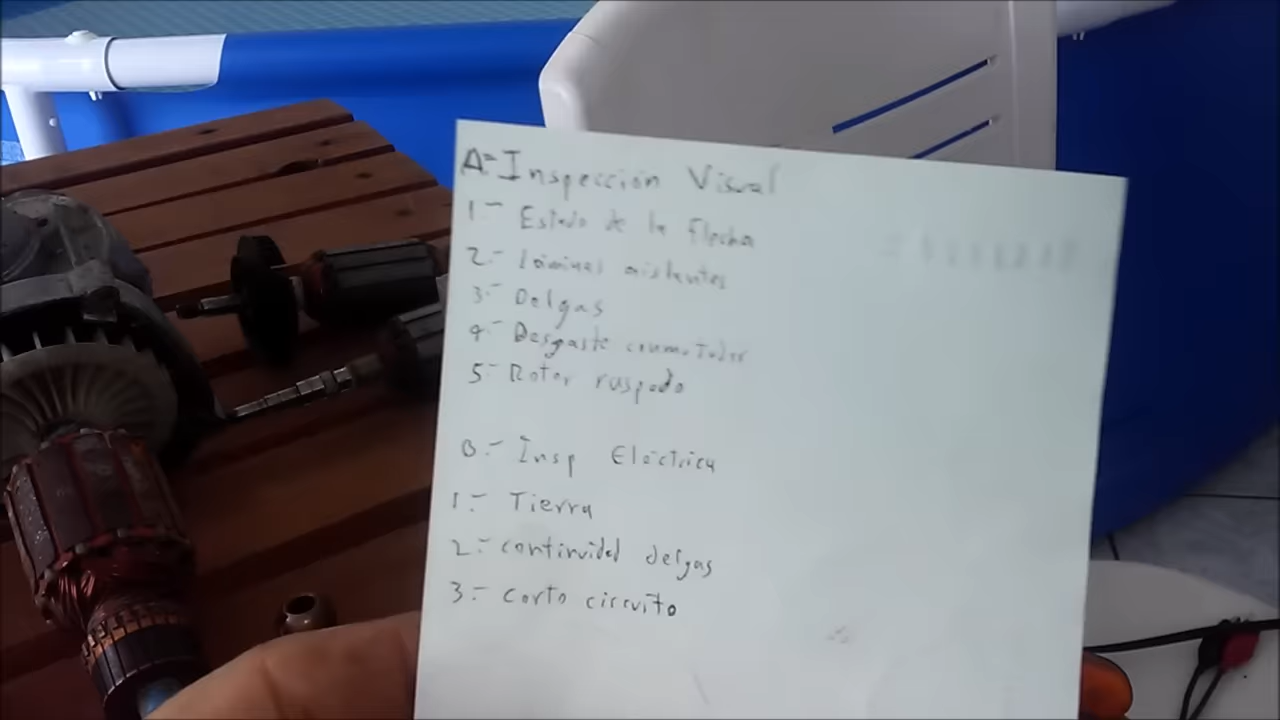 A-Inspección Visual
1.- Estado de la flecha
2.- aislantes
3.- Delgas
4.- Desgaste conmutador
5- Rotor raspado
B.- Insp Eléctrica
1.- Tierra
2.- continuidad delgas
3.- corto circuito